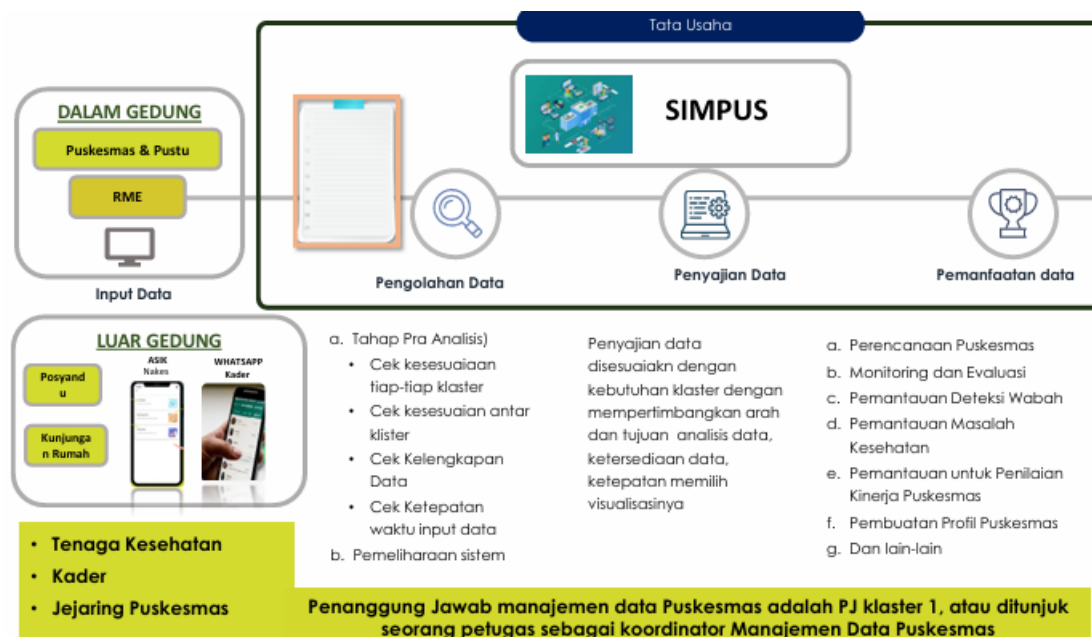 Tata Usaha
SIMPUS
DALAM GEDUNG
Puskesmas & Pustu
RME
Input Data
Pengolahan Data
Penyajian Data
Pemanfaatan data
LUAR GEDUNG
ASIK
Nakes
WHATSAPP
Kader
Posyand
u
Kunjunga
n Rumah
a. Tahap Pra Analisis)
• Cek kesesuaiaan
tiap-tiap klaster
• Cek kesesuaian antar
klister
• Cek Kelengkapan
Data
• Cek Ketepatan
waktu input data
b. Pemeliharaan sistem
Penyajian data
disesuaiakn dengan
kebutuhan klaster dengan
mempertimbangkan arah
dan tujuan analisis data,
ketersediaan data,
ketepatan memilih
visualisasinya
a. Perencanaan Puskesmas
b. Monitoring dan Evaluasi
c. Pemantauan Deteksi Wabah
d. Pemantauan Masalah
Kesehatan
e. Pemantauan untuk Penilaian
Kinerja Puskesmas
f. Pembuatan Profil Puskesmas
g. Dan lain-lain
• Tenaga Kesehatan
• Kader
• Jejaring Puskesmas
Penanggung Jawab manajemen data Puskesmas adalah PJ klaster 1, atau ditunjuk
seorang petugas sebagai koordinator Manajemen Data Puskesmas